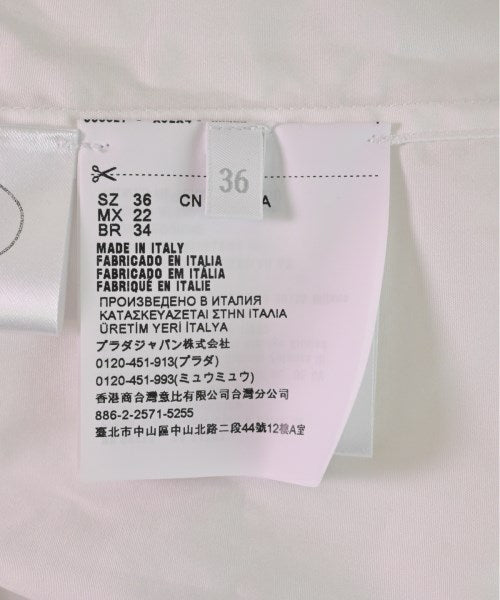 36
SZ 36 CN A
MX 22
BR 34
MADE IN ITALY
FABRICADO EN ITALIA
FABRICADO EM ITÁLIA
FABRIQUÉ EN ITALIE
ПРОИЗВЕДЕНО В ИТАЛИЯ
ΚΑΤΑΣΚΕΥΑΖΕΤΑΙ ΣΤΗΝ ΙΤΑΛΙΑ
ÜRETİM YERİ İTALYA
プラダジャパン株式会社
0120-451-913(プラダ)
0120-451-993(ミュウミュウ)
香港商台灣意比有限公司台灣分公司
886-2-2571-5255
臺北市中山區中山北路二段44號12樓A室